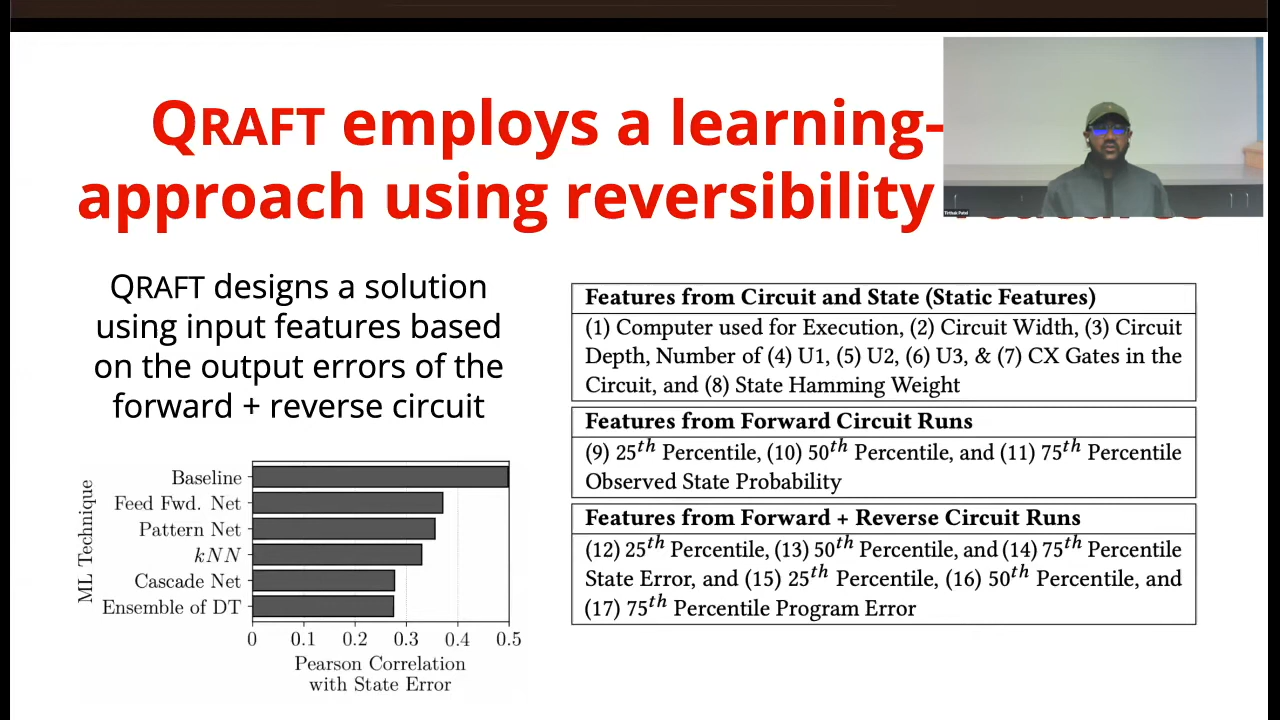 QRAFT employs a learning-
approach using reversibility
Tirthak Patel
QRAFT designs a solution
using input features based
on the output errors of the
forward + reverse circuit
Features from Circuit and State (Static Features)
(1) Computer used for Execution, (2) Circuit Width, (3) Circuit
Depth, Number of (4) U1, (5) U2, (6) U3, & (7) CX Gates in the
Circuit, and (8) State Hamming Weight
Features from Forward Circuit Runs
(9) 25th Percentile, (10) 50th Percentile, and (11) 75th Percentile
Observed State Probability
Features from Forward + Reverse Circuit Runs
(12) 25th Percentile, (13) 50th Percentile, and (14) 75th Percentile
State Error, and (15) 25th Percentile, (16) 50th Percentile, and
(17) 75th Percentile Program Error
ML Technique
Baseline
Feed Fwd. Net
Pattern Net
kNN
Cascade Net
Ensemble of DT
0 0.1 0.2 0.3 0.4 0.5
Pearson Correlation
with State Error